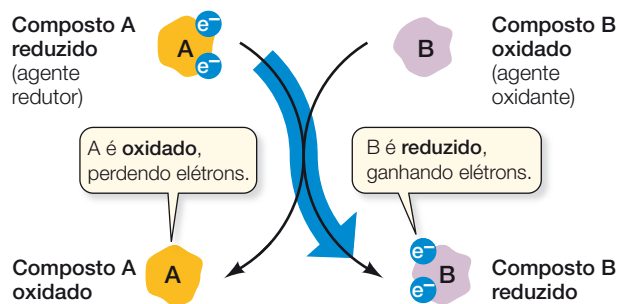 Composto A
reduzido
(agente
redutor)
e–
A
e–
B
Composto B
oxidado
(agente
oxidante)
A é oxidado,
perdendo elétrons.
B é reduzido,
ganhando elétrons.
Composto A
oxidado
A
e–
B
e–
Composto B
reduzido